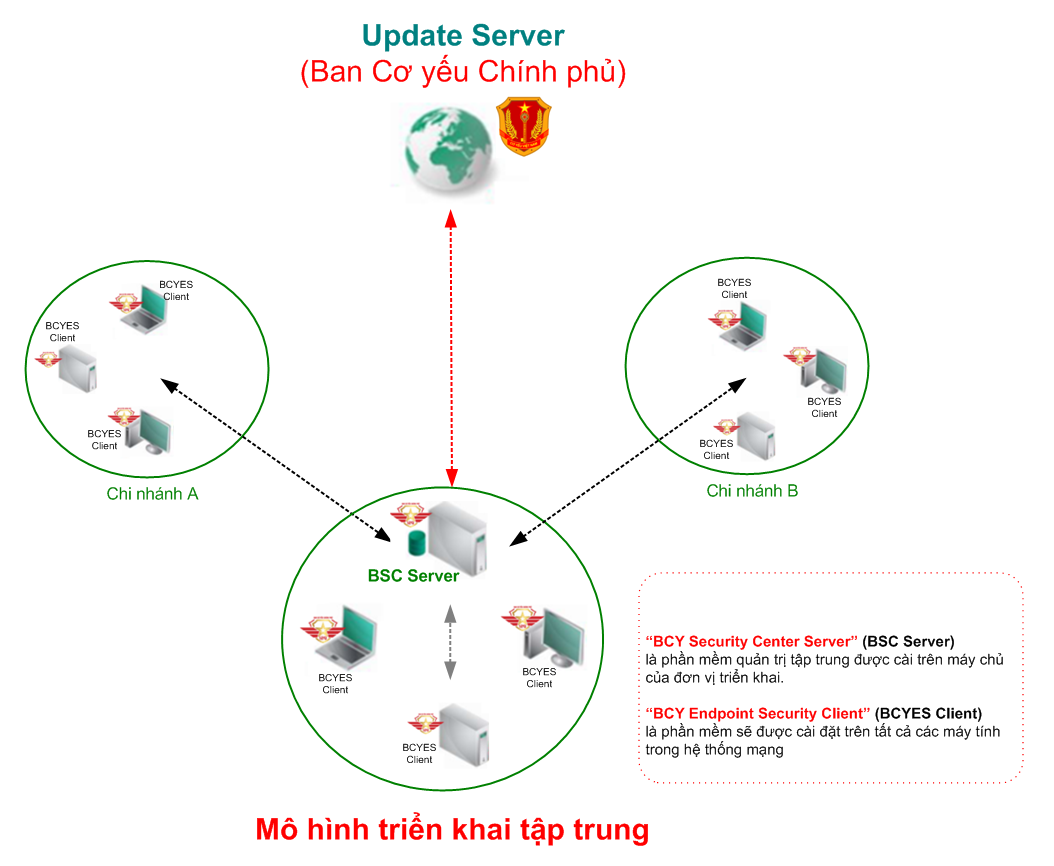 Update Server
(Ban Cơ yếu Chính phủ)
BCYES
Client
BCYES
Client
BCYES
Client
Chi nhánh A
BCYES
Client
BCYES
Client
BCYES
Client
Chi nhánh B
BSC Server
BCYES
Client
BCYES
Client
BCYES
Client
“BCY Security Center Server” (BSC Server)
là phần mềm quản trị tập trung được cài trên máy chủ
của đơn vị triển khai.
“BCY Endpoint Security Client” (BCYES Client)
là phần mềm sẽ được cài đặt trên tất cả các máy tính
trong hệ thống mạng
Mô hình triển khai tập trung